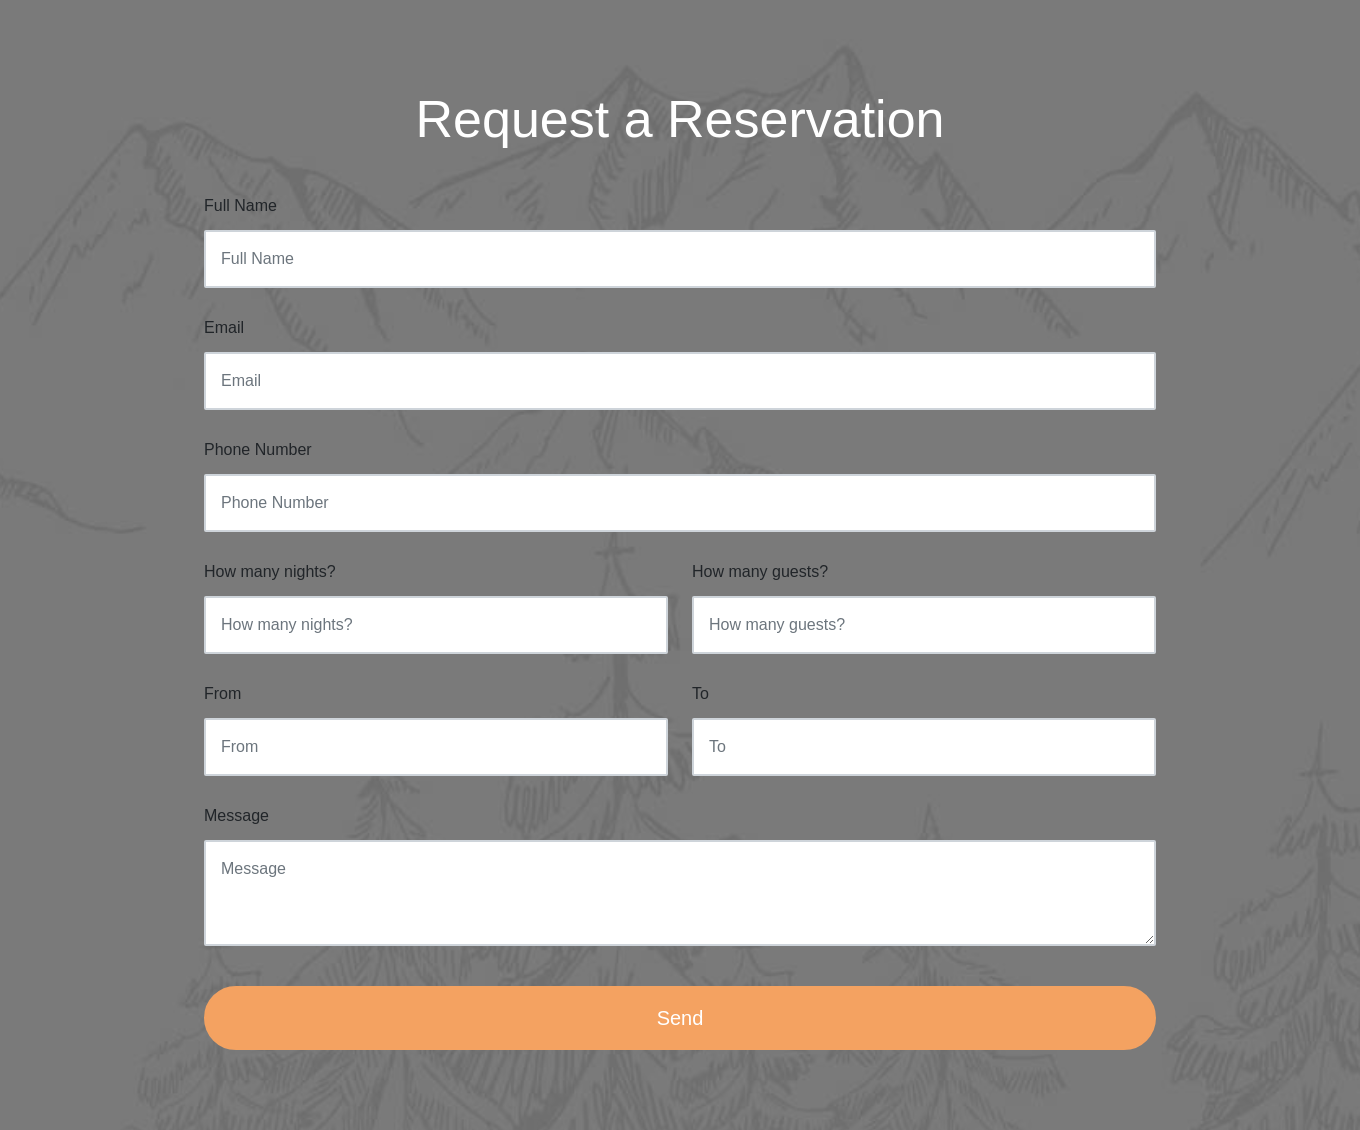 Request a Reservation
Full Name
Full Name
Email
Email
Phone Number
Phone Number
How many nights? How many guests?
How many nights? How many guests?
From To
From To
Message
Message
Send